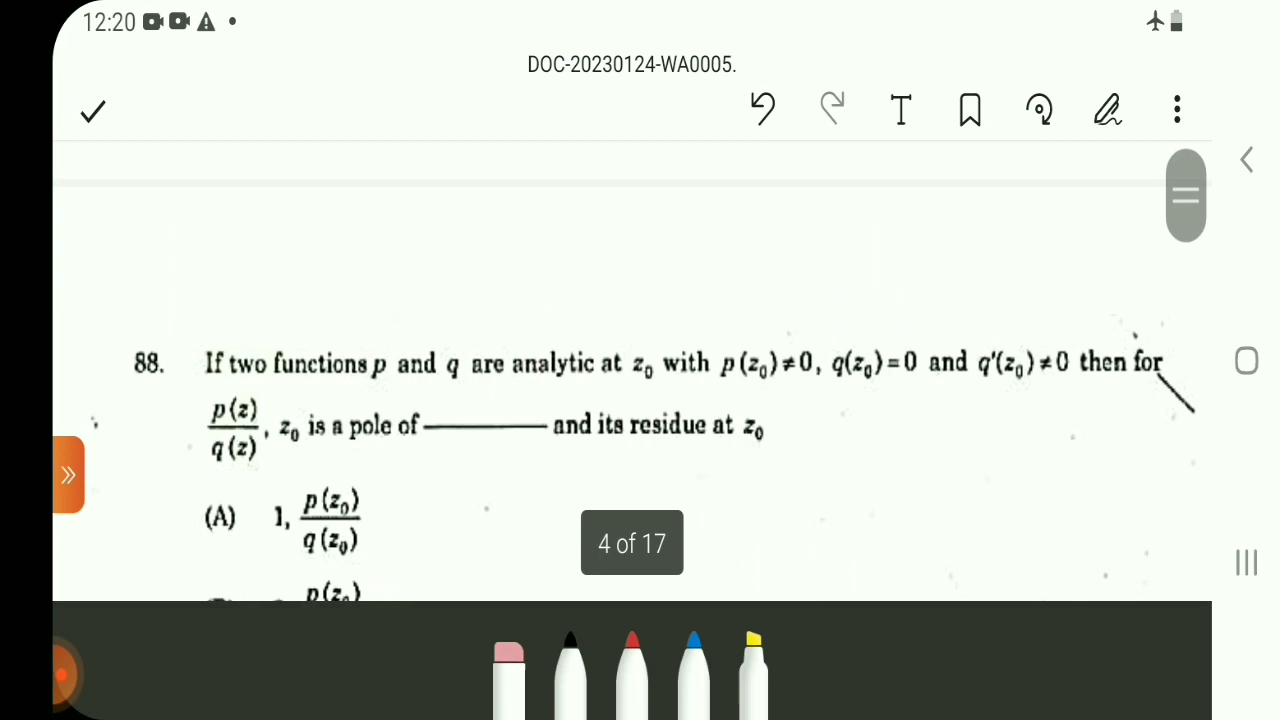 12:20
DOC-20230124-WA0005.
T
88. If two functions p and q are analytic at z₀ with p(z₀)≠0, q(z₀)=0 and q'(z₀)≠0 then for
p(z)/q(z), z₀ is a pole of ――― and its residue at z₀
(A) 1, p(z₀)/q(z₀)
4 of 17
p(z₀)